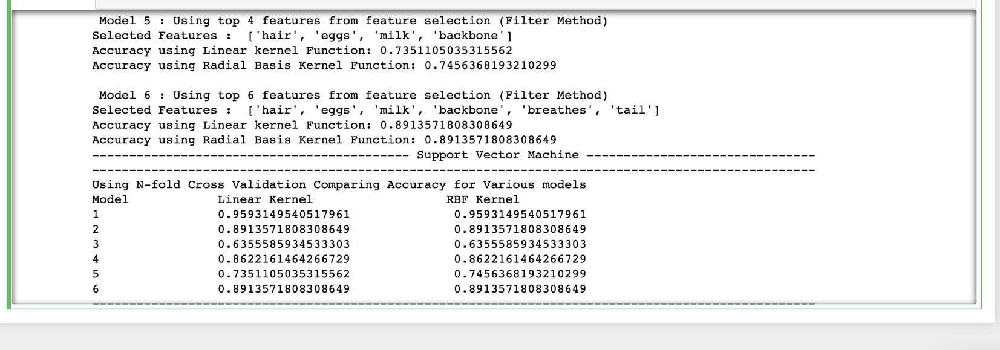 Model 5 : Using top 4 features from feature selection (Filter Method)
Selected Features :  ['hair', 'eggs', 'milk', 'backbone']
Accuracy using Linear kernel Function: 0.7351105035315562
Accuracy using Radial Basis Kernel Function: 0.7456368193210299
Model 6 : Using top 6 features from feature selection (Filter Method)
Selected Features :  ['hair', 'eggs', 'milk', 'backbone', 'breathes', 'tail']
Accuracy using Linear kernel Function: 0.8913571808308649
Accuracy using Radial Basis Kernel Function: 0.8913571808308649
------------------------------------------- Support Vector Machine -------------------------------
--------------------------------------------------------------------------------------------------
Using N-fold Cross Validation Comparing Accuracy for Various models
Model            Linear Kernel                  RBF Kernel
1                0.9593149540517961              0.9593149540517961
2                0.8913571808308649              0.8913571808308649
3                0.6355585934533303              0.6355585934533303
4                0.8622161464266729              0.8622161464266729
5                0.7351105035315562              0.7456368193210299
6                0.8913571808308649              0.8913571808308649
--------------------------------------------------------------------------------------------------